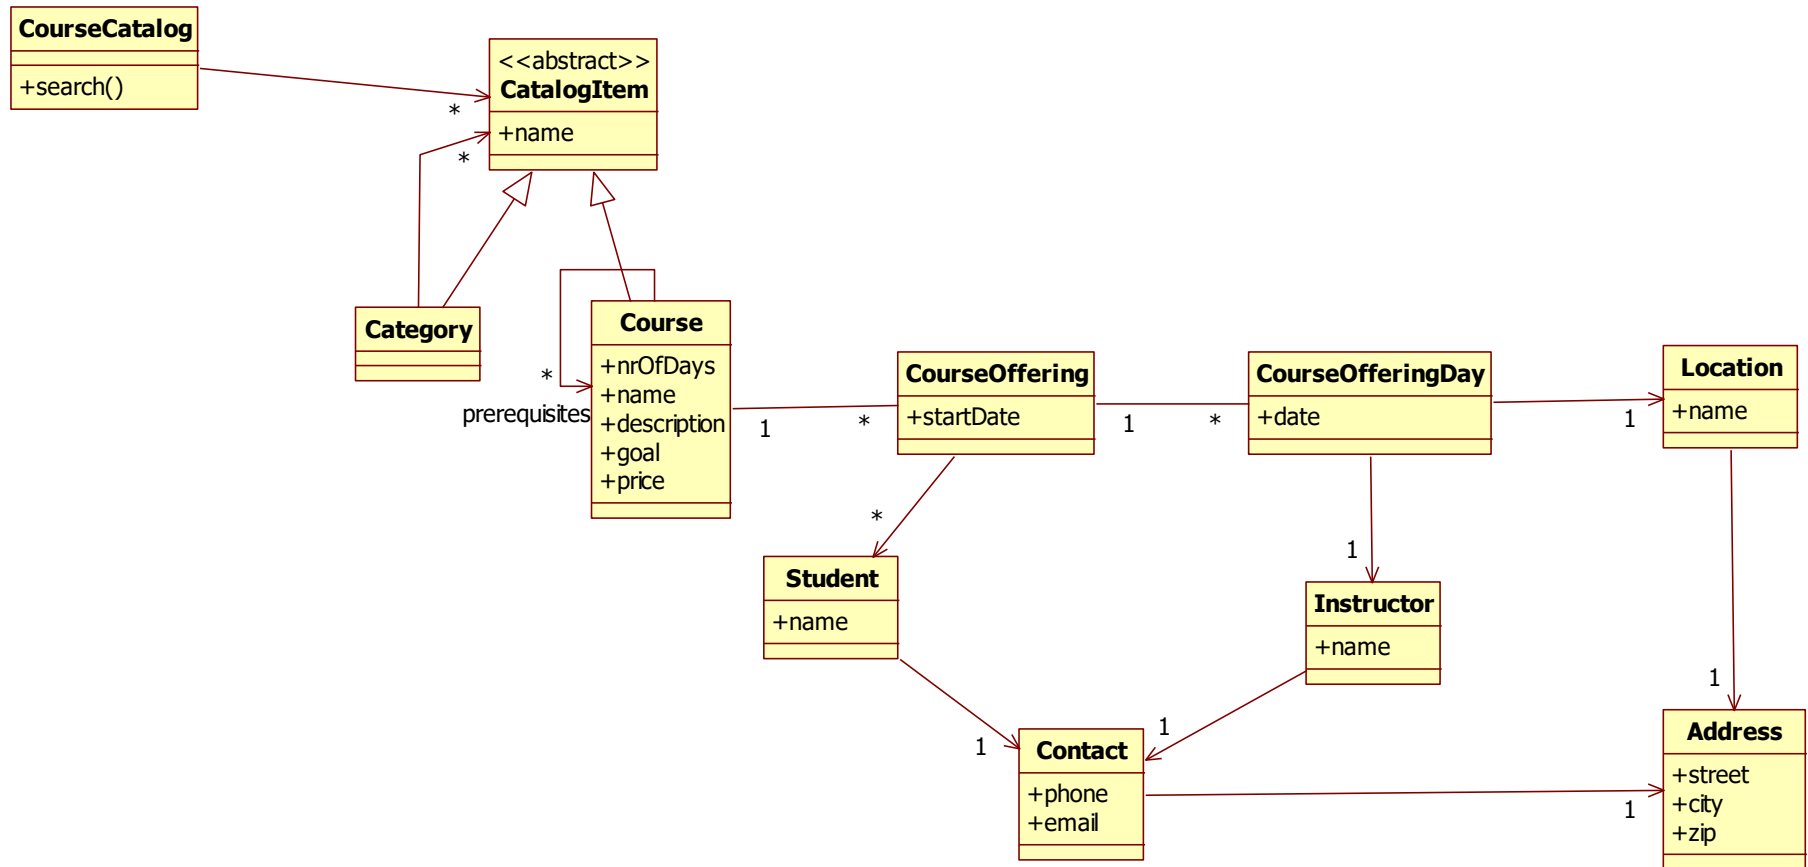 CourseCatalog
+search()
<<abstract>>
CatalogItem
+name
*
*
Category
Course
+nrOfDays
+name
+description
+goal
+price
*
prerequisites
1
*
CourseOffering
+startDate
1
*
CourseOfferingDay
+date
1
Location
+name
*
Student
+name
1
Instructor
+name
1
1
Contact
+phone
+email
1
1
Address
+street
+city
+zip